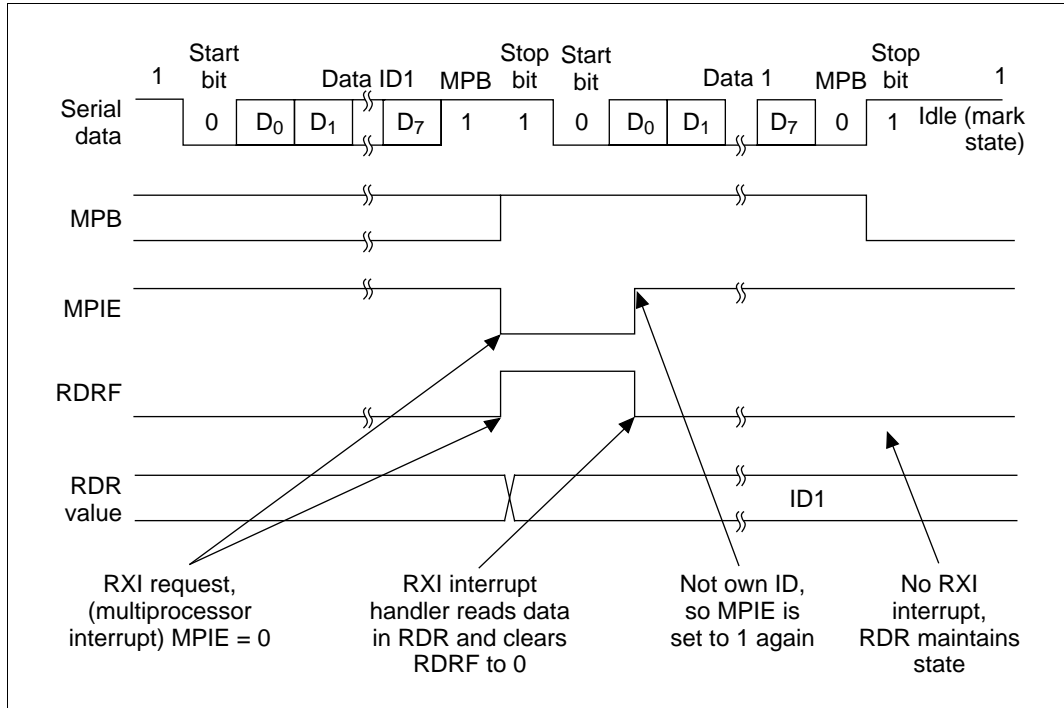 Start bit
Data ID1
MPB
Stop bit
Start bit
Data 1
MPB
Stop bit
1
1
Serial data
0
D₀
D₁
D₇
1
1
0
D₀
D₁
D₇
0
1
Idle (mark state)
MPB
MPIE
RDRF
RDR value
ID1
RXI request,
(multiprocessor
interrupt) MPIE = 0
RXI interrupt
handler reads data
in RDR and clears
RDRF to 0
Not own ID,
so MPIE is
set to 1 again
No RXI
interrupt,
RDR maintains
state